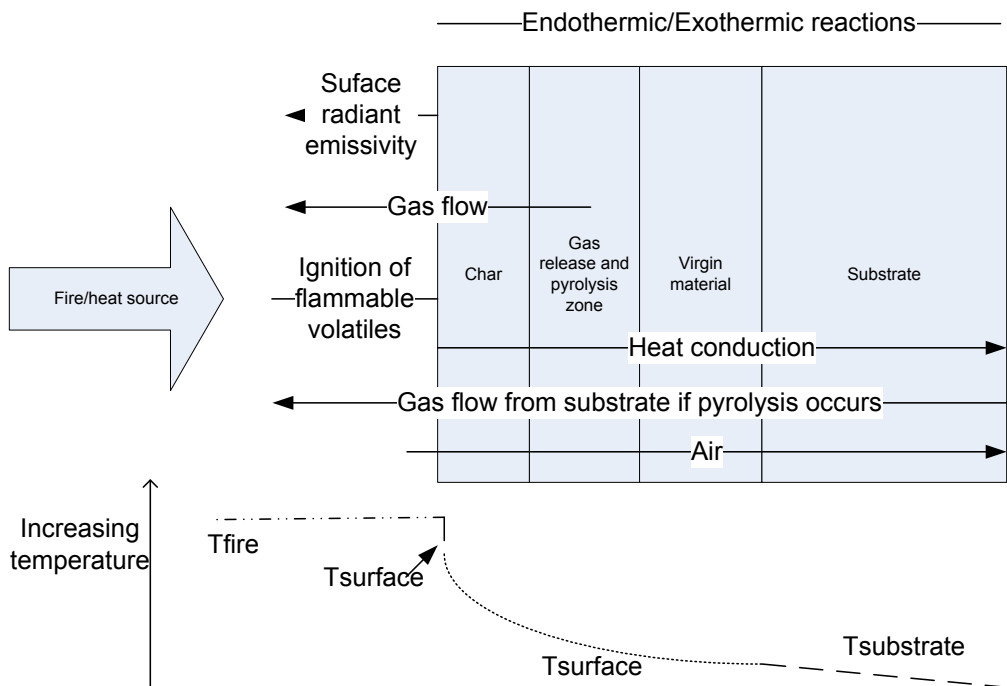 Endothermic/Exothermic reactions
Suface
radiant
emissivity
Gas flow
Fire/heat source
Ignition of
flammable
volatiles
Char
Gas
release and
pyrolysis
zone
Virgin
material
Substrate
Heat conduction
Gas flow from substrate if pyrolysis occurs
Air
Increasing
temperature
Tfire
Tsurface
Tsurface
Tsubstrate